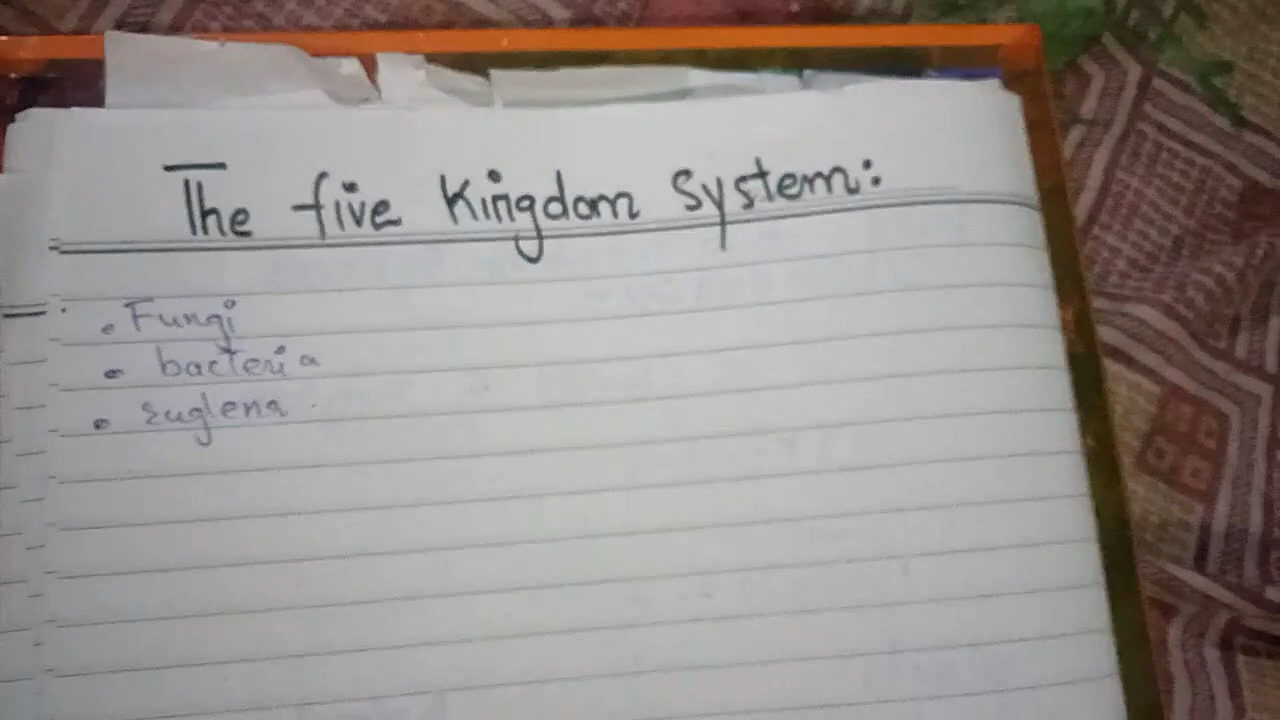 The five Kingdom System:
• Fungi
• bacteria
• euglena